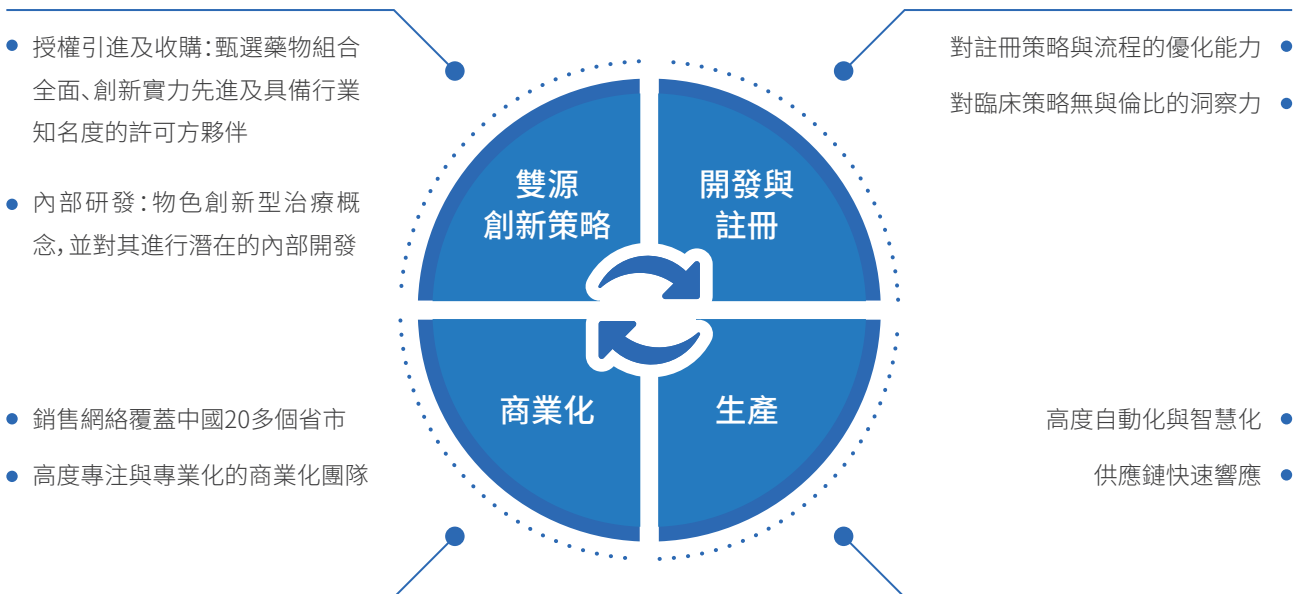 授權引進及收購：甄選藥物組合
全面、創新實力先進及具備行業
知名度的許可方夥伴
內部研發：物色創新型治療概
念，並對其進行潛在的內部開發
對註冊策略與流程的優化能力
對臨床策略無與倫比的洞察力
雙源
創新策略
開發與
註冊
商業化
生產
銷售網絡覆蓋中國20多個省市
高度專注與專業化的商業化團隊
高度自動化與智慧化
供應鏈快速響應